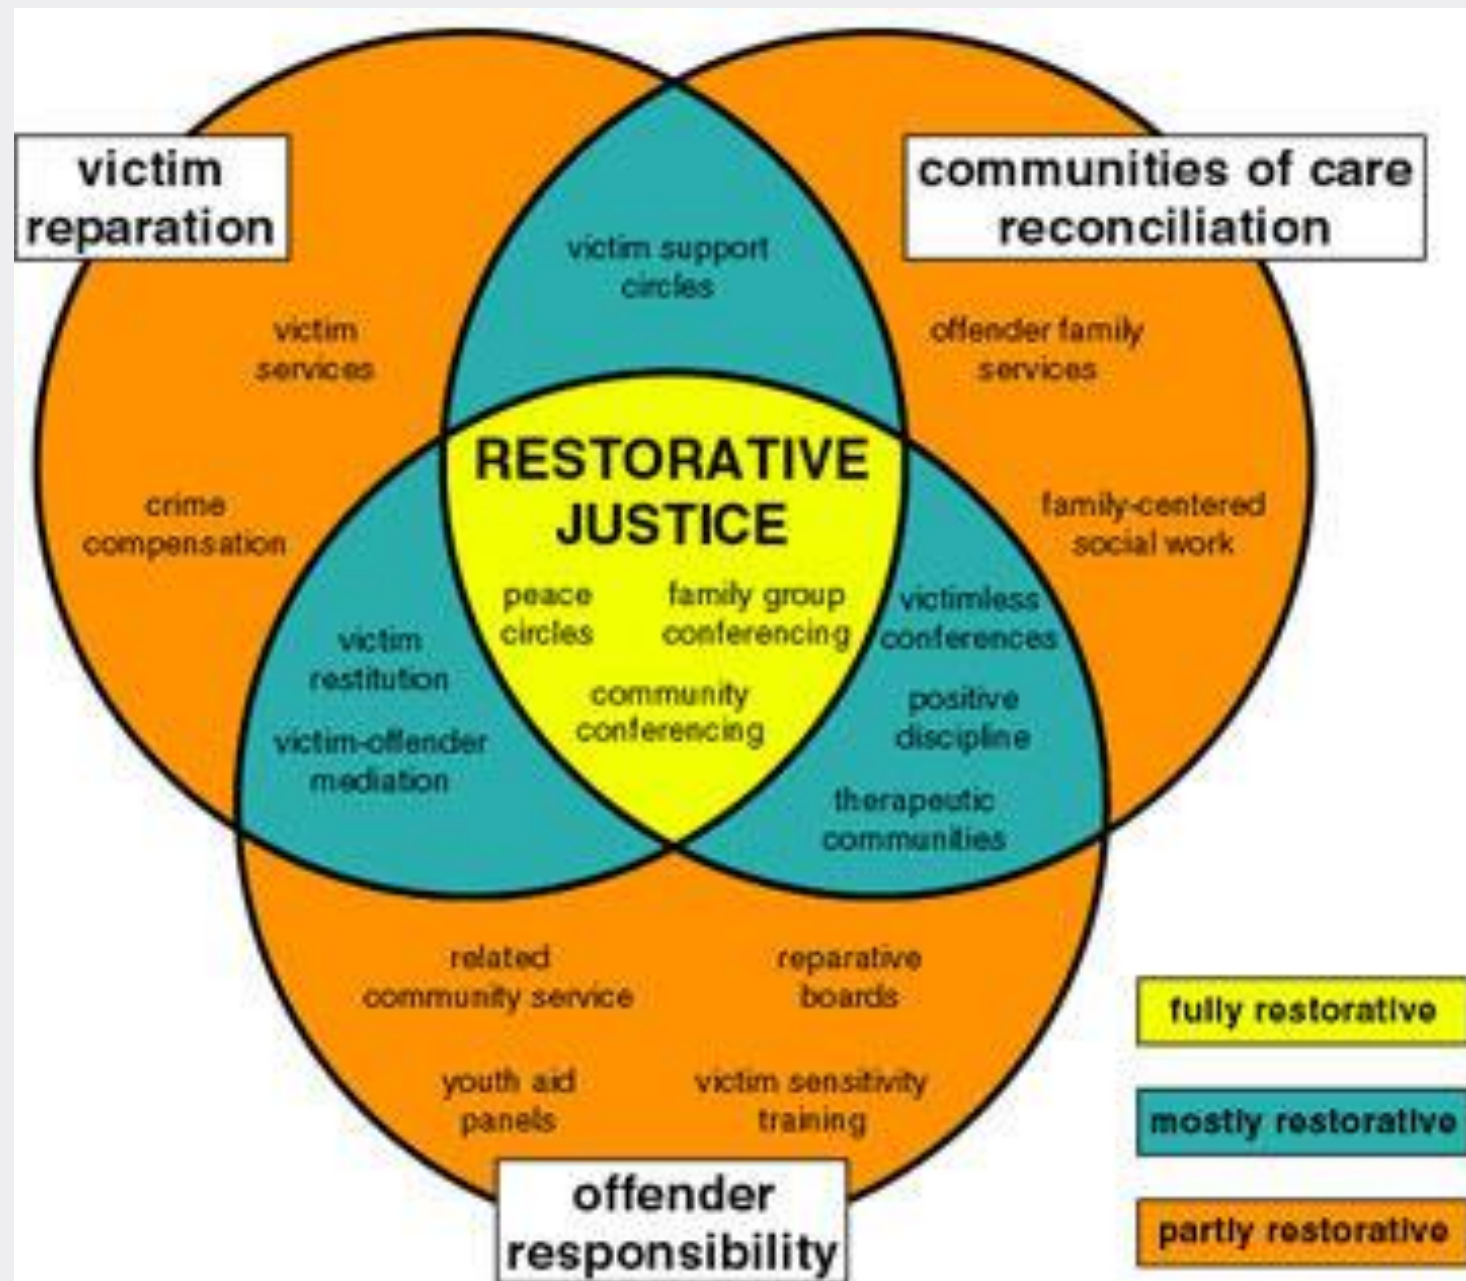 victim
reparation
communities of care
reconciliation
victim support
circles
victim
services
offender family
services
crime
compensation
family-centered
social work
RESTORATIVE
JUSTICE
peace
circles
family group
conferencing
community
conferencing
victim
restitution
victim-offender
mediation
victimless
conferences
positive
discipline
therapeutic
communities
related
community service
reparative
boards
youth aid
panels
victim sensitivity
training
offender
responsibility
fully restorative
mostly restorative
partly restorative